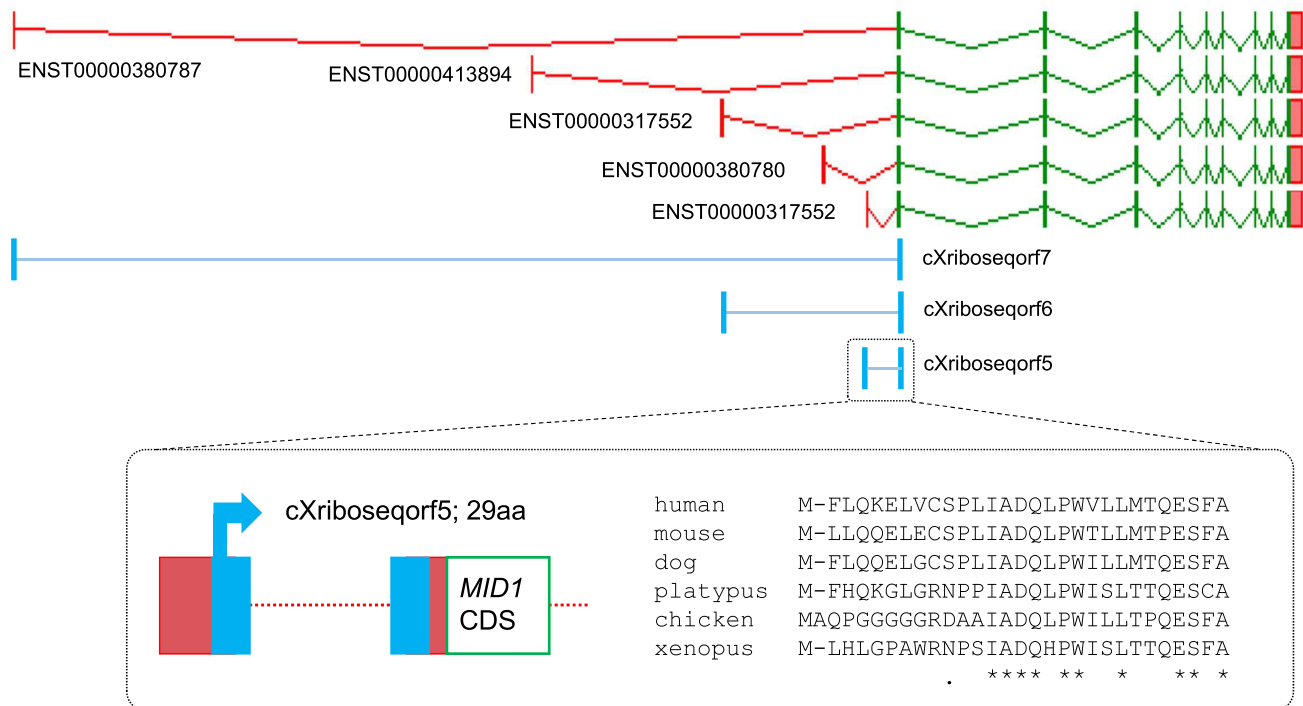 ENST00000380787
ENST00000413894
ENST00000317552
ENST00000380780
ENST00000317552
cXriboseqorf7
cXriboseqorf6
cXriboseqorf5
cXriboseqorf5; 29aa
MID1
CDS
human M-FLQKELVCSPLIADQLPWVLLMTQESFA
mouse M-LLQQELECSPLIADQLPWTLLMTPESFA
dog M-FLQQELGCSPLIADQLPWILLMTQESFA
platypus M-FHQKGLGRNPPIADQLPWISLTTQESCA
chicken MAQPGGGGGRDAAIADQLPWILLTPQESFA
xenopus M-LHLGPAWRNPSIADQHPWISLTTQESFA
. **** ** * ** *